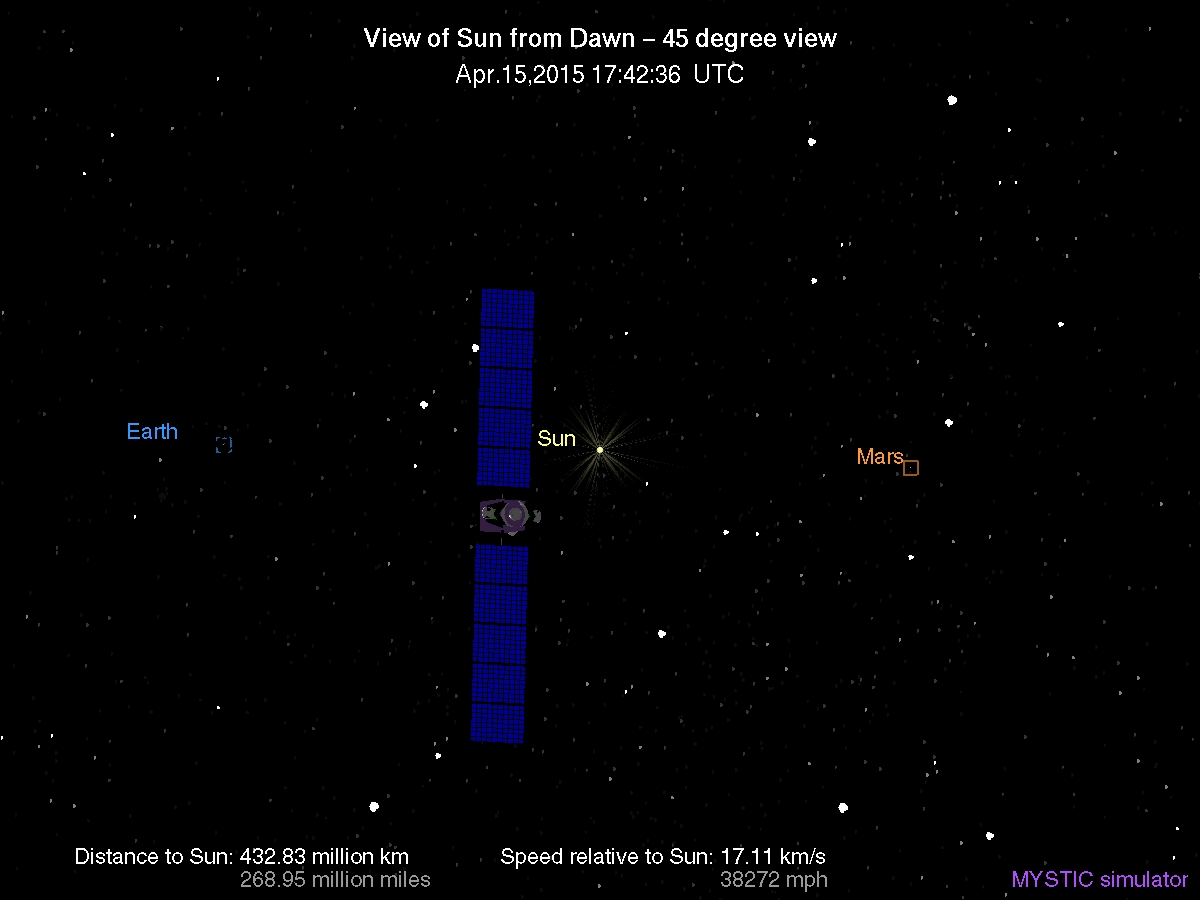 View of Sun from Dawn – 45 degree view
Apr.15,2015 17:42:36 UTC
Earth
Sun
Mars
Distance to Sun: 432.83 million km
268.95 million miles
Speed relative to Sun: 17.11 km/s
38272 mph
MYSTIC simulator